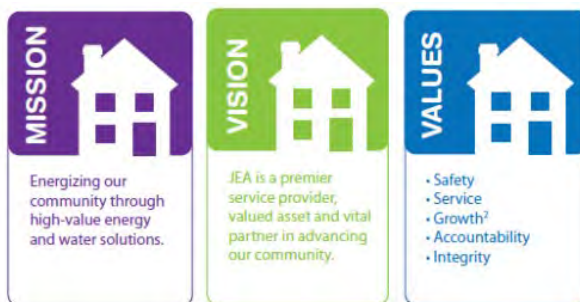 MISSION
Energizing our
community through
high-value energy
and water solutions.
VISION
JEA is a premier
service provider,
valued asset and vital
partner in advancing
our community.
VALUES
• Safety
• Service
• Growth²
• Accountability
• Integrity